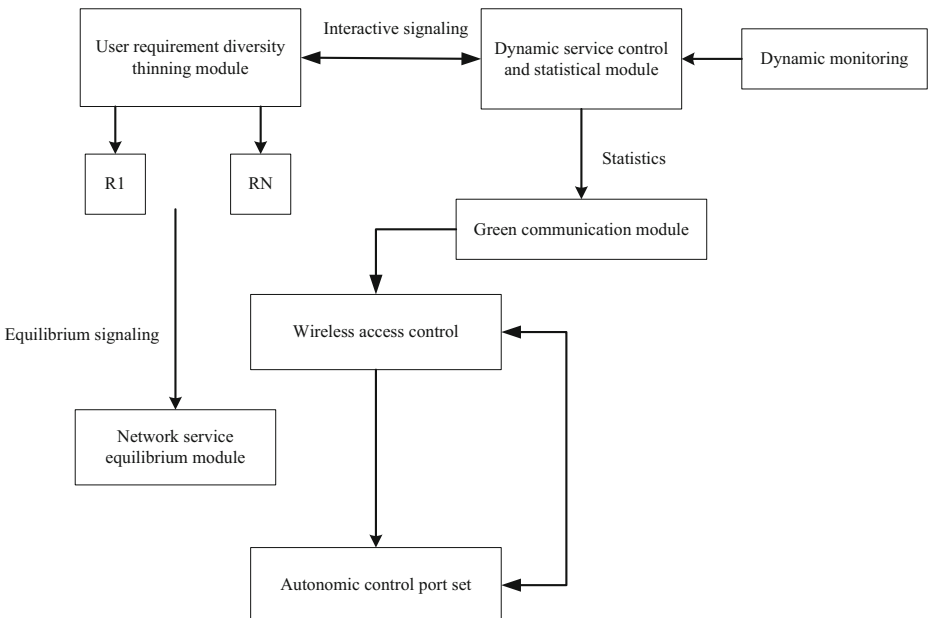 User requirement diversity
thinning module
Interactive signaling
Dynamic service control
and statistical module
Dynamic monitoring
R1
RN
Statistics
Green communication module
Equilibrium signaling
Wireless access control
Network service
equilibrium module
Autonomic control port set